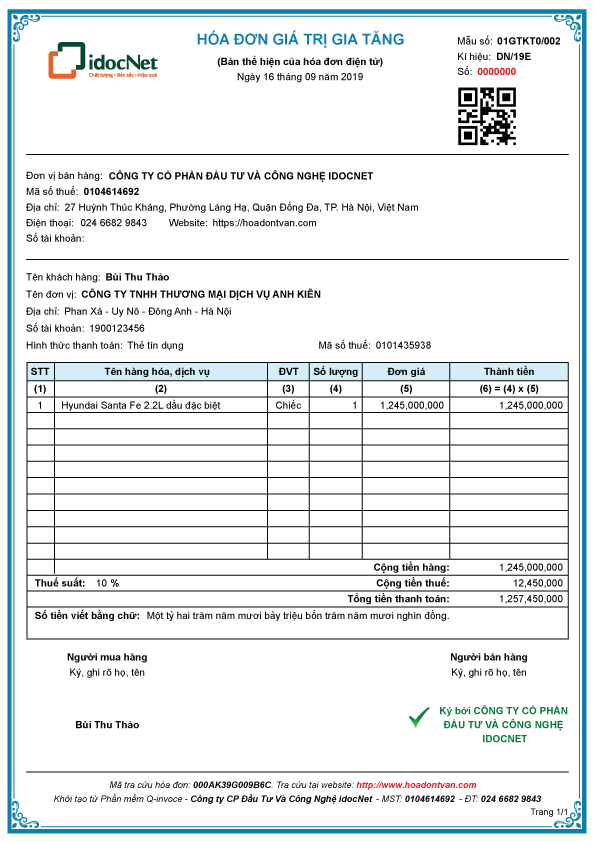 idocNet
Chất lượng • Bản sắc • Hiệu quả
HÓA ĐƠN GIÁ TRỊ GIA TĂNG
(Bản thể hiện của hóa đơn điện tử)
Ngày 16 tháng 09 năm 2019
Mẫu số: 01GTKT0/002
Kí hiệu: DN/19E
Số: 0000000
Đơn vị bán hàng: CÔNG TY CỔ PHẦN ĐẦU TƯ VÀ CÔNG NGHỆ IDOCNET
Mã số thuế: 0104614692
Địa chỉ: 27 Huỳnh Thúc Kháng, Phường Láng Hạ, Quận Đống Đa, TP. Hà Nội, Việt Nam
Điện thoại: 024 6682 9843 Website: https://hoadontvan.com
Số tài khoản:
Tên khách hàng: Bùi Thu Thảo
Tên đơn vị: CÔNG TY TNHH THƯƠNG MẠI DỊCH VỤ ANH KIÊN
Địa chỉ: Phan Xá - Uy Nỗ - Đông Anh - Hà Nội
Số tài khoản: 1900123456
Hình thức thanh toán: Thẻ tín dụng Mã số thuế: 0101435938
STT Tên hàng hóa, dịch vụ ĐVT Số lượng Đơn giá Thành tiền
(1) (2) (3) (4) (5) (6) = (4) x (5)
1 Hyundai Santa Fe 2.2L dầu đặc biệt Chiếc 1 1,245,000,000 1,245,000,000
Cộng tiền hàng: 1,245,000,000
Thuế suất: 10 % Cộng tiền thuế: 12,450,000
Tổng tiền thanh toán: 1,257,450,000
Số tiền viết bằng chữ: Một tỷ hai trăm năm mươi bảy triệu bốn trăm năm mươi nghìn đồng.
Người mua hàng Người bán hàng
Ký, ghi rõ họ, tên Ký, ghi rõ họ, tên
Bùi Thu Thảo
Ký bởi CÔNG TY CỔ PHẦN
ĐẦU TƯ VÀ CÔNG NGHỆ
IDOCNET
Mã tra cứu hóa đơn: 000AK39G009B6C. Tra cứu tại website: http://www.hoadontvan.com
Khởi tạo từ Phần mềm Q-invoce - Công ty CP Đầu Tư Và Công Nghệ idocNet - MST: 0104614692 - ĐT: 024 6682 9843
Trang 1/1